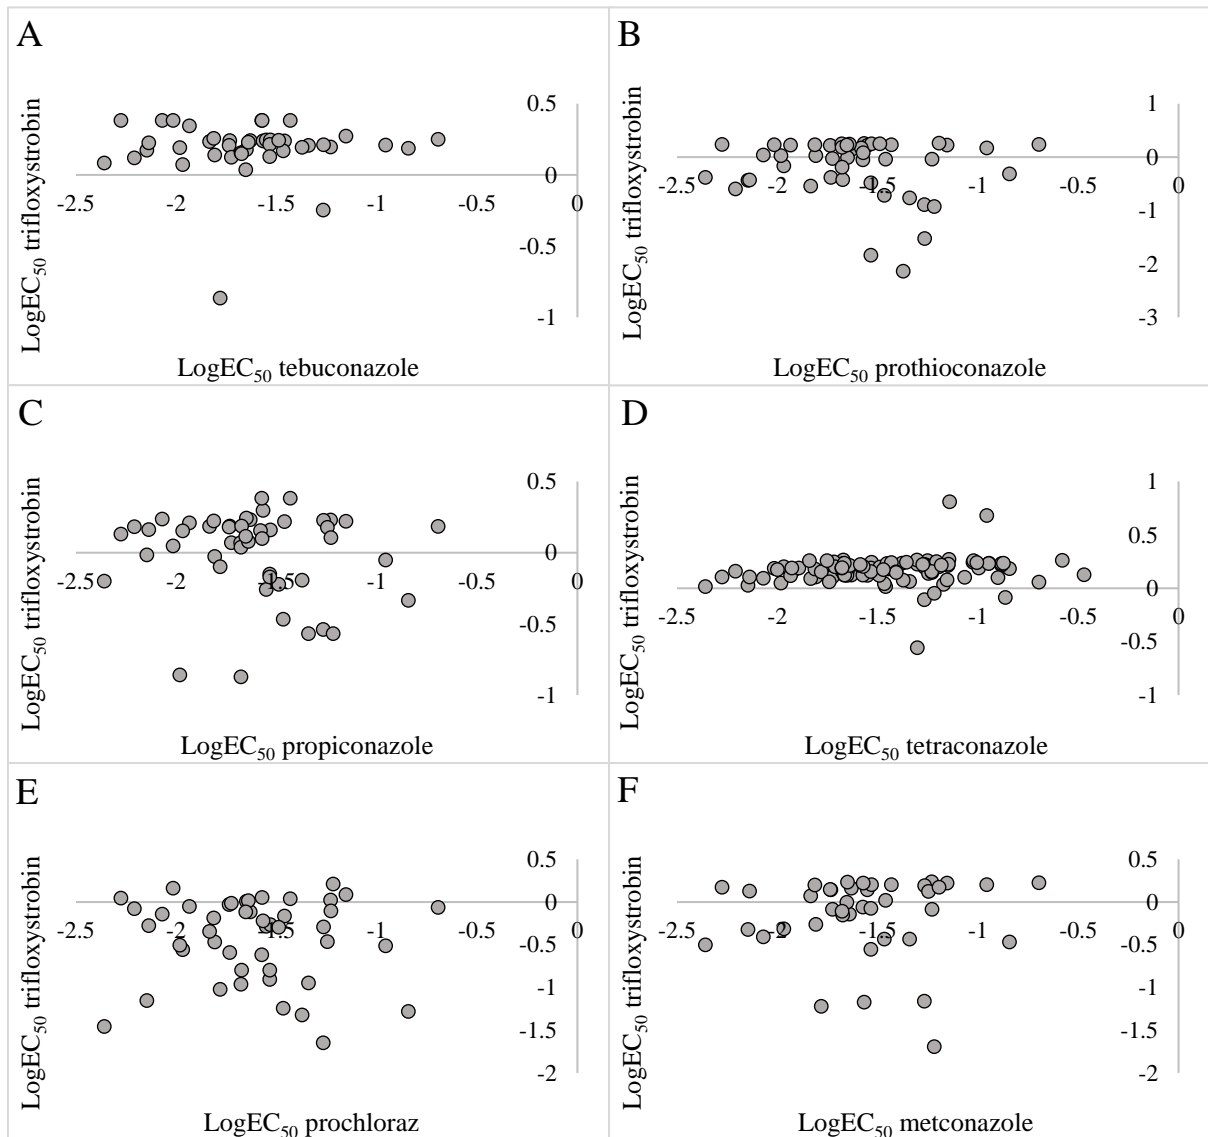 A
LogEC50 trifloxystrobin
0.5
0
-0.5
-1
-2.5 -2 -1.5 -1 -0.5 0
LogEC50 tebuconazole
B
LogEC50 trifloxystrobin
1
0
-1
-2
-3
-2.5 -2 -1.5 -1 -0.5 0
LogEC50 prothioconazole
C
LogEC50 trifloxystrobin
0.5
0
-0.5
-1
-2.5 -2 -1.5 -1 -0.5 0
LogEC50 propiconazole
D
LogEC50 trifloxystrobin
1
0.5
0
-0.5
-1
-2.5 -2 -1.5 -1 -0.5 0
LogEC50 tetraconazole
E
LogEC50 trifloxystrobin
0.5
0
-0.5
-1
-1.5
-2
-2.5 -2 -1.5 -1 -0.5 0
LogEC50 prochloraz
F
LogEC50 trifloxystrobin
0.5
0
-0.5
-1
-1.5
-2
-2.5 -2 -1.5 -1 -0.5 0
LogEC50 metconazole